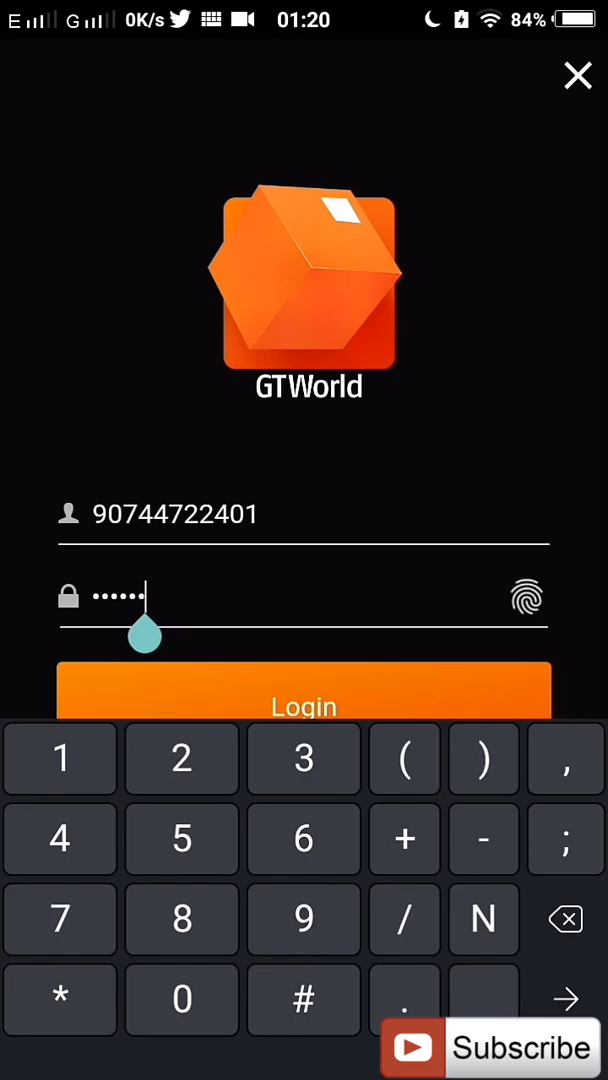 E G 0K/s 01:20 84%
GTWorld
90744722401
••••••
Login
1 2 3 ( ) ,
4 5 6 + - ;
7 8 9 / N
* 0 # .
Subscribe